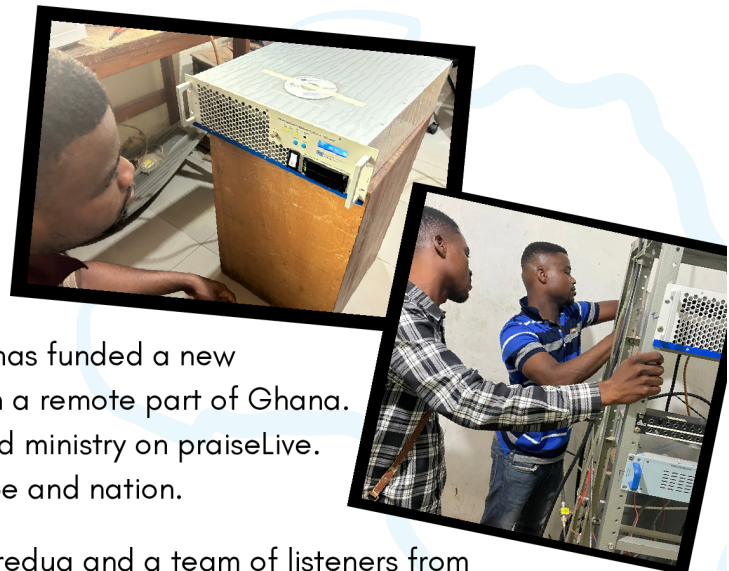 has funded a new
a remote part of Ghana.
d ministry on praiseLive.
e and nation.
redua and a team of listeners from